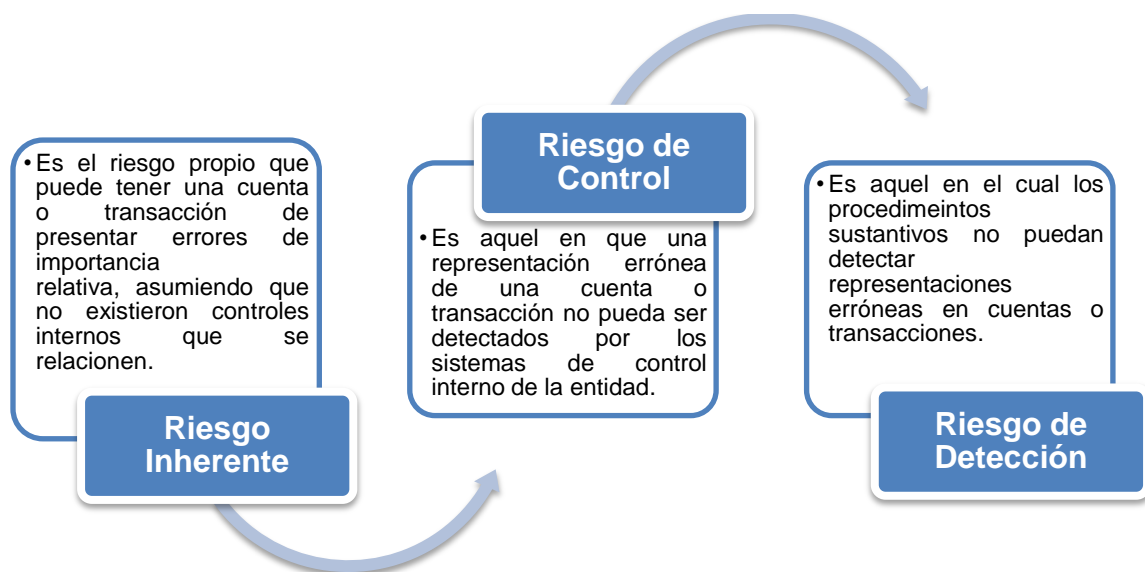 • Es el riesgo propio que
puede tener una cuenta
o transacción de
presentar errores de
importancia
relativa, asumiendo que
no existieron controles
internos que se
relacionen.
Riesgo
Inherente
Riesgo de
Control
• Es aquel en que una
representación errónea
de una cuenta o
transacción no pueda ser
detectados por los
sistemas de control
interno de la entidad.
• Es aquel en el cual los
procedimeintos
sustantivos no puedan
detectar
representaciones
erróneas en cuentas o
transacciones.
Riesgo de
Detección